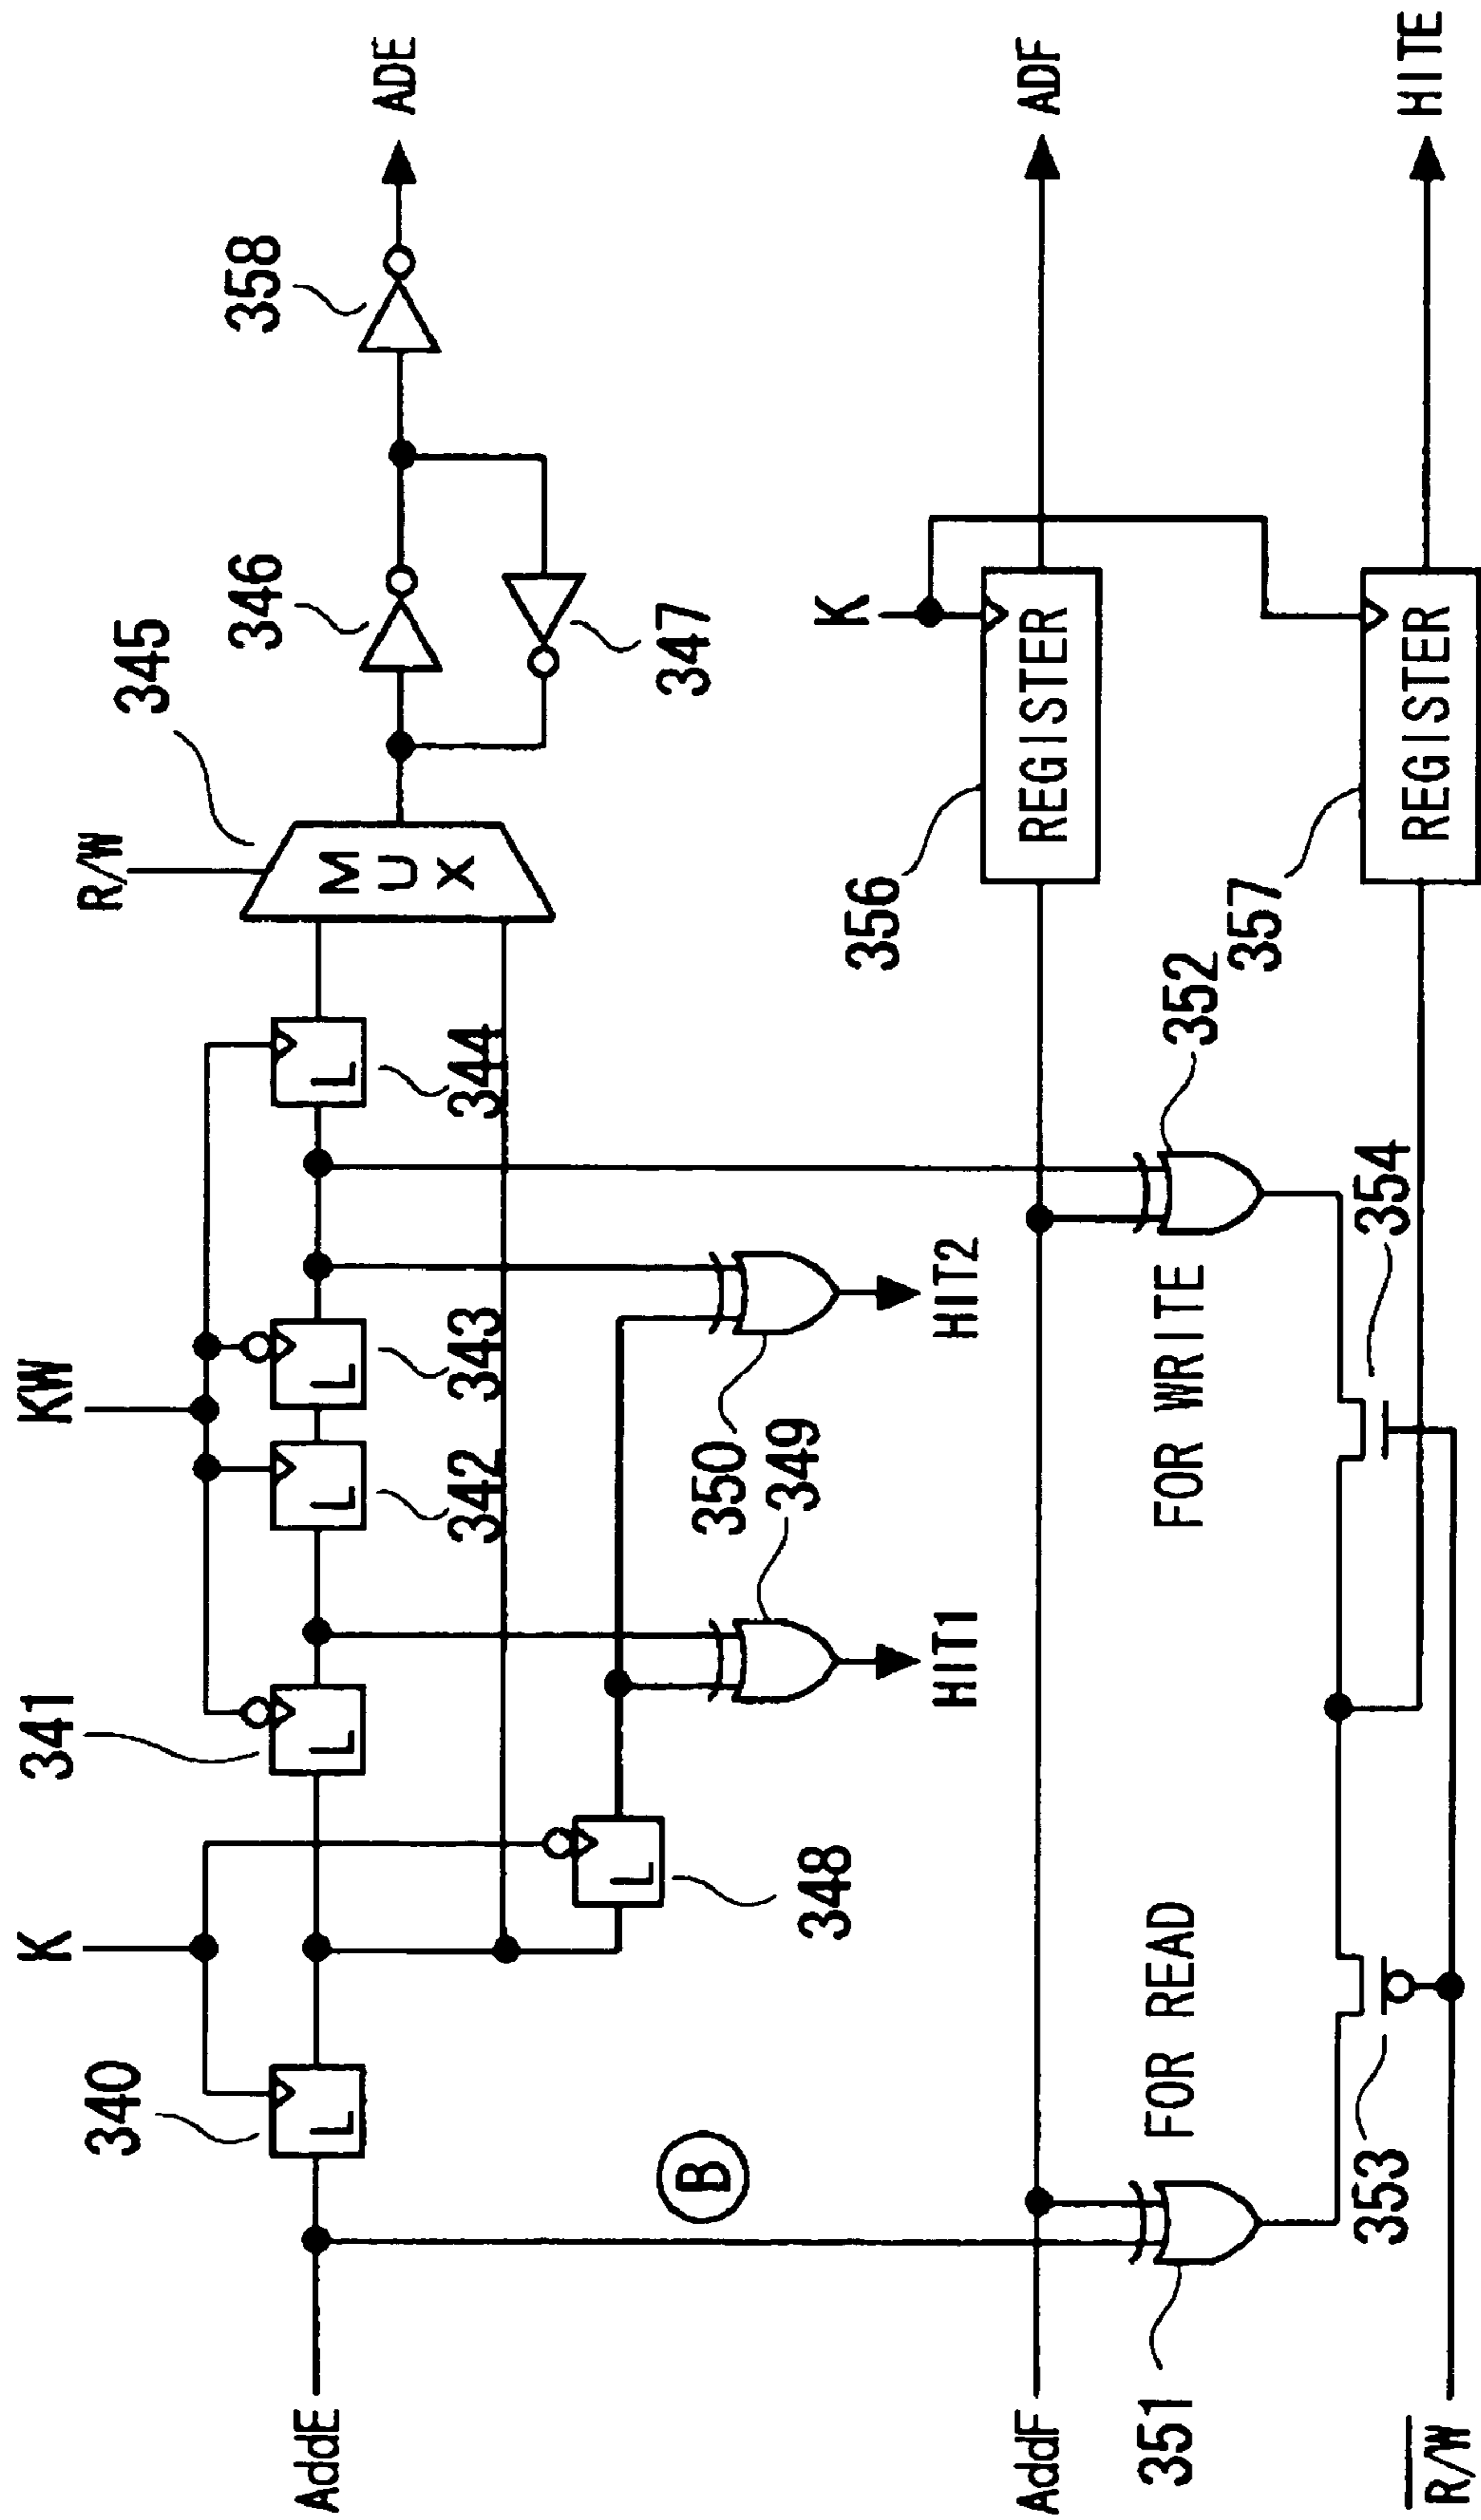 AddE
340
K
341
KW
L
L
L
L
L
342
343
344
R/W
345
M
U
X
346
347
358
ADE
L
348
B
349
350
HIT1
HIT2
AddF
351
FOR READ
FOR WRITE
352
356
K
REGISTER
ADF
R/W
353
354
357
REGISTER
HITE